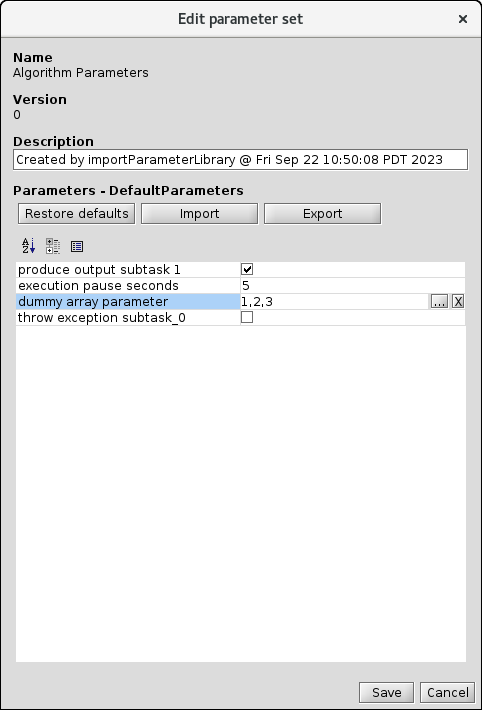 Edit parameter set ×
Name
Algorithm Parameters
Version
0
Description
Created by importParameterLibrary @ Fri Sep 22 10:50:08 PDT 2023
Parameters - DefaultParameters
Restore defaults Import Export
produce output subtask 1
execution pause seconds 5
dummy array parameter 1,2,3 ... X
throw exception subtask_0
Save Cancel